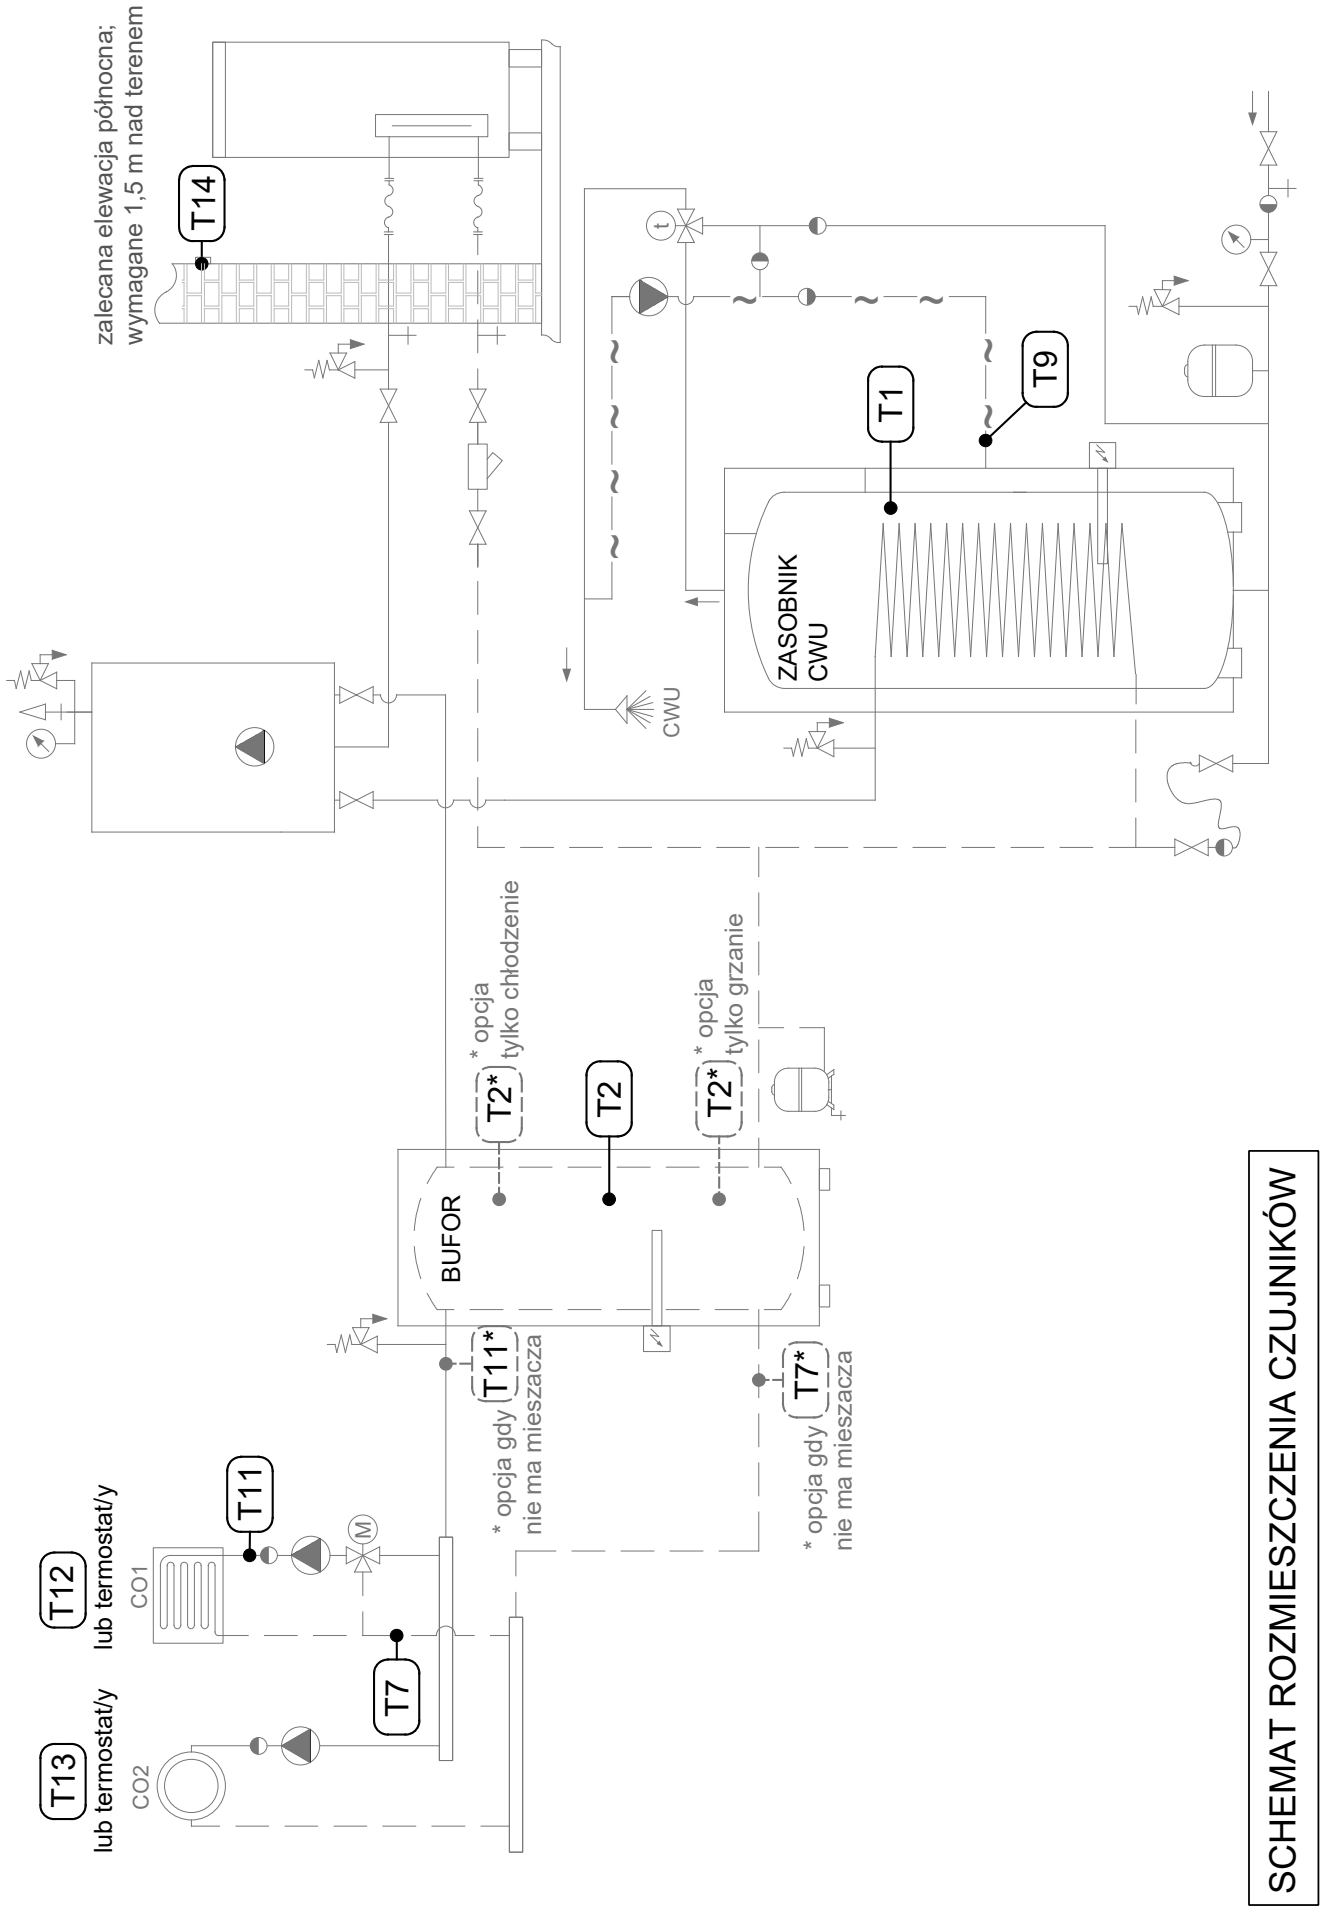 T13
lub termostat/y
CO2
T12
lub termostat/y
CO1
T11
M
T7
* opcja gdy
nie ma mieszacza
T11*
* opcja gdy
nie ma mieszacza
T7*
BUFOR
T2*
* opcja
tylko chłodzenie
T2
T2*
* opcja
tylko grzanie
zalecana elewacja północna;
wymagane 1,5 m nad terenem
T14
t
CWU
ZASOBNIK
CWU
T1
T9
SCHEMAT ROZMIESZCZENIA CZUJNIKÓW